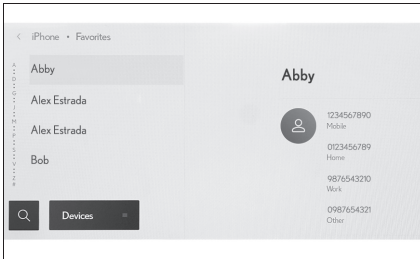 iPhone • Favorites
Abby
Alex Estrada
Alex Estrada
Bob
Devices
Abby
1234567890
Mobile
0123456789
Home
9876543210
Work
0987654321
Other
A
D
G
J
M
P
S
V
Z
#